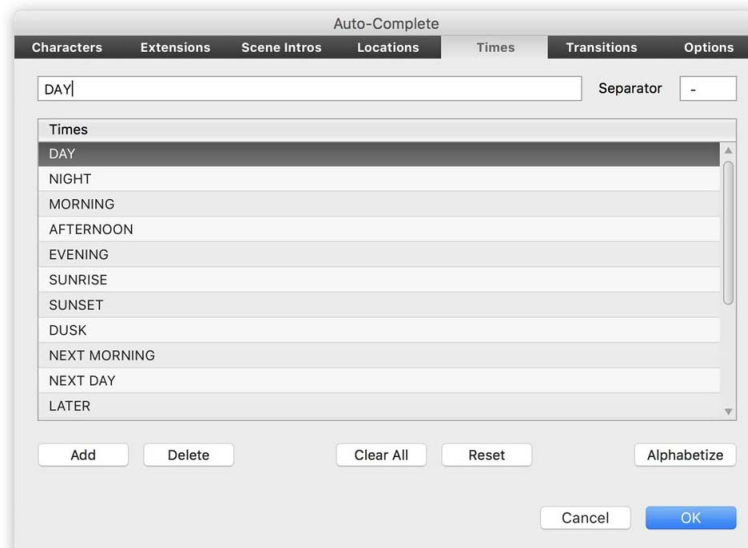 Auto-Complete
Characters Extensions Scene Intros Locations Times Transitions Options
DAY Separator -
Times
DAY
NIGHT
MORNING
AFTERNOON
EVENING
SUNRISE
SUNSET
DUSK
NEXT MORNING
NEXT DAY
LATER
Add Delete Clear All Reset Alphabetize
Cancel OK